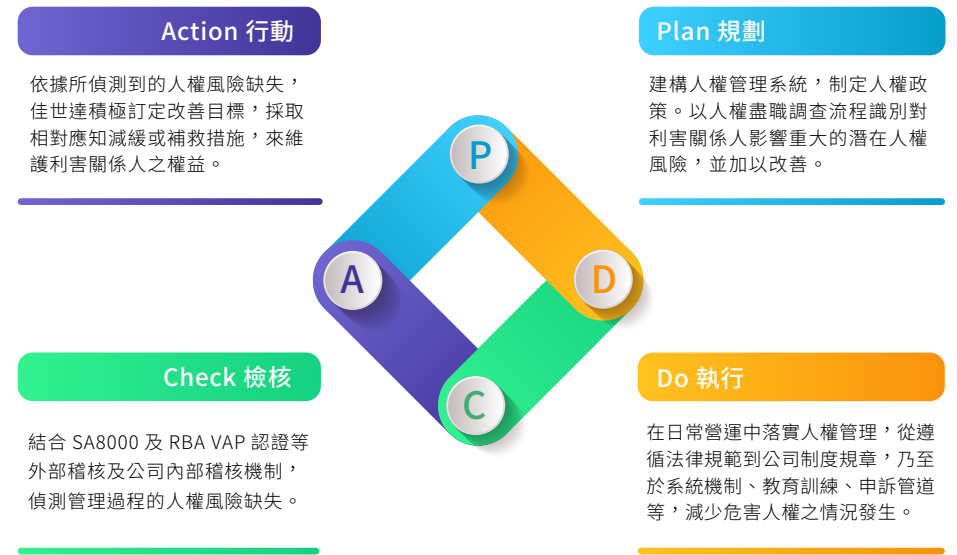 Action 行動
依據所偵測到的人權風險缺失，
佳世達積極訂定改善目標，採取
相對應知減緩或補救措施，來維
護利害關係人之權益。
Plan 規劃
建構人權管理系統，制定人權政
策。以人權盡職調查流程識別對
利害關係人影響重大的潛在人權
風險，並加以改善。
P
A
D
C
Check 檢核
結合 SA8000 及 RBA VAP 認證等
外部稽核及公司內部稽核機制，
偵測管理過程的人權風險缺失。
Do 執行
在日常營運中落實人權管理，從遵
循法律規範到公司制度規章，乃至
於系統機制、教育訓練、申訴管道
等，減少危害人權之情況發生。